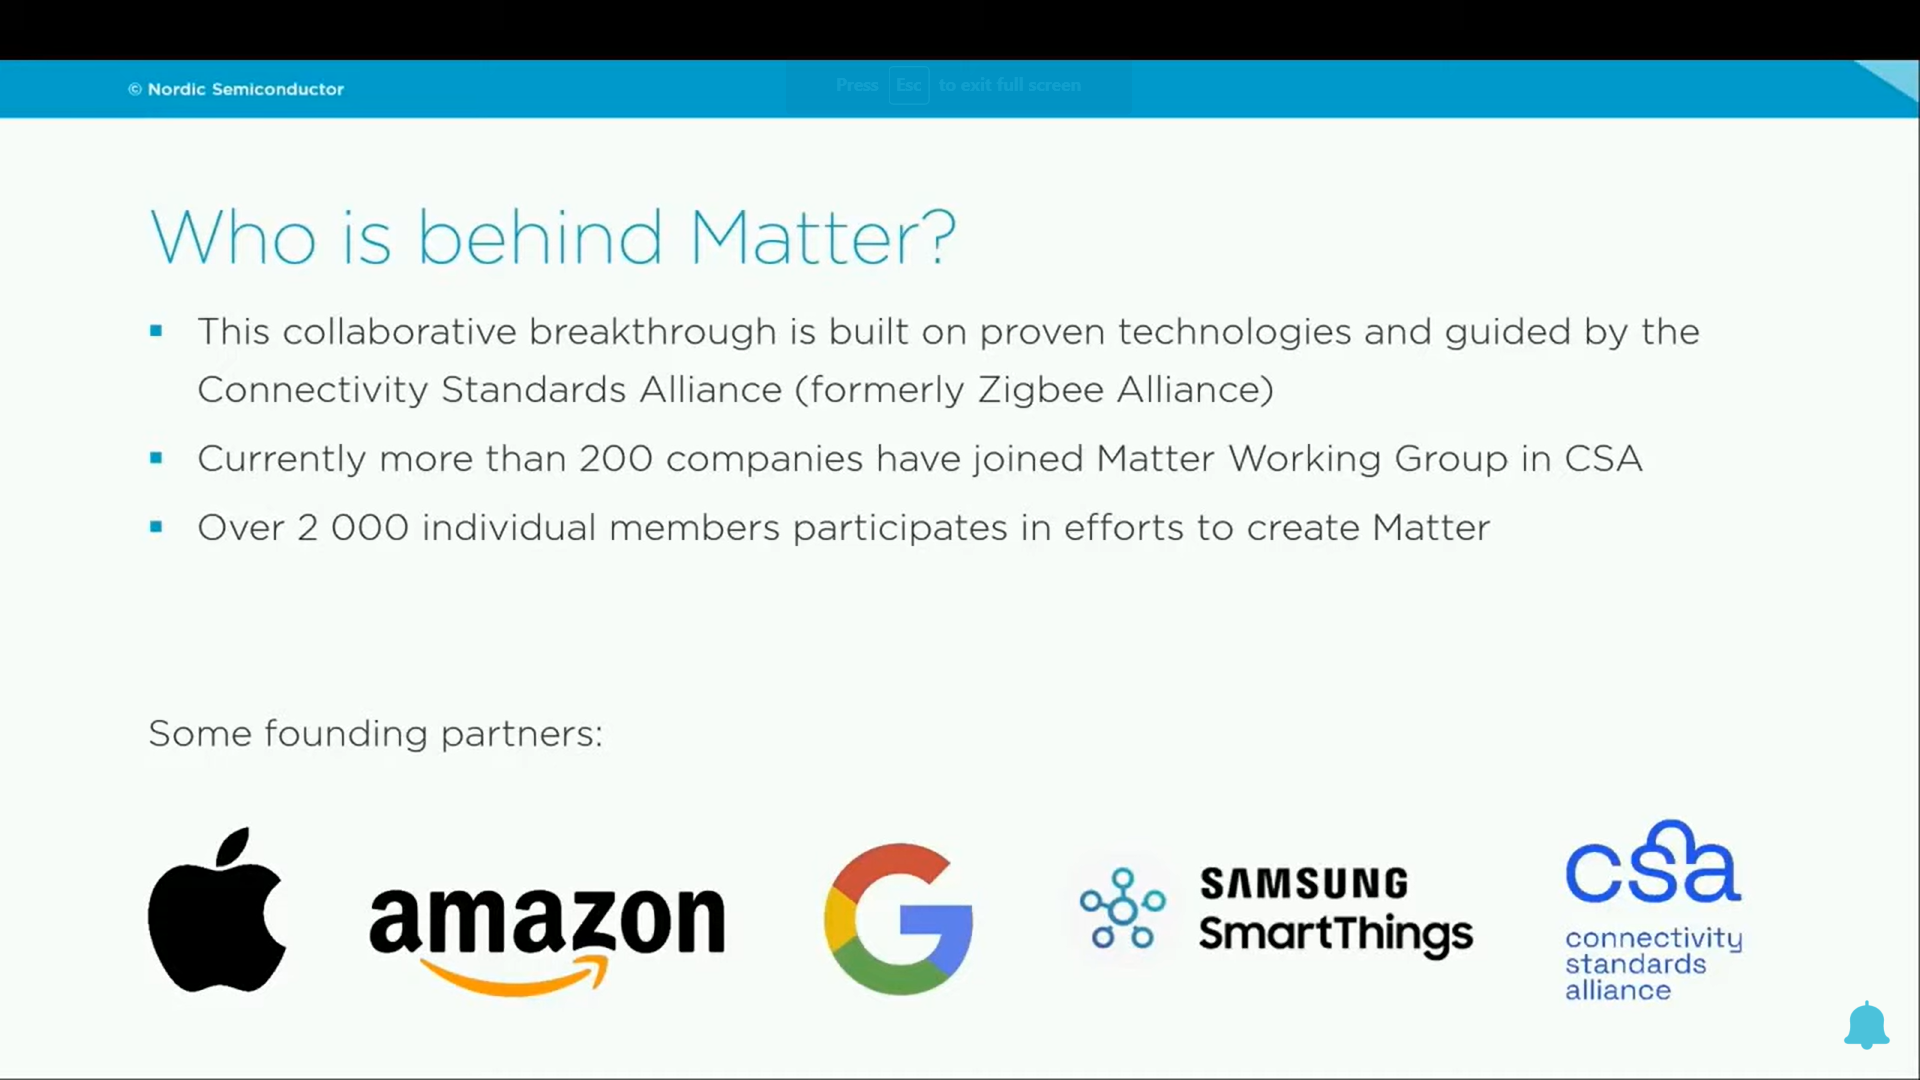 © Nordic Semiconductor
Press Esc to exit full screen
Who is behind Matter?
This collaborative breakthrough is built on proven technologies and guided by the
Connectivity Standards Alliance (formerly Zigbee Alliance)
Currently more than 200 companies have joined Matter Working Group in CSA
Over 2 000 individual members participates in efforts to create Matter
Some founding partners:
amazon
G
SAMSUNG
SmartThings
csa
connectivity
standards
alliance